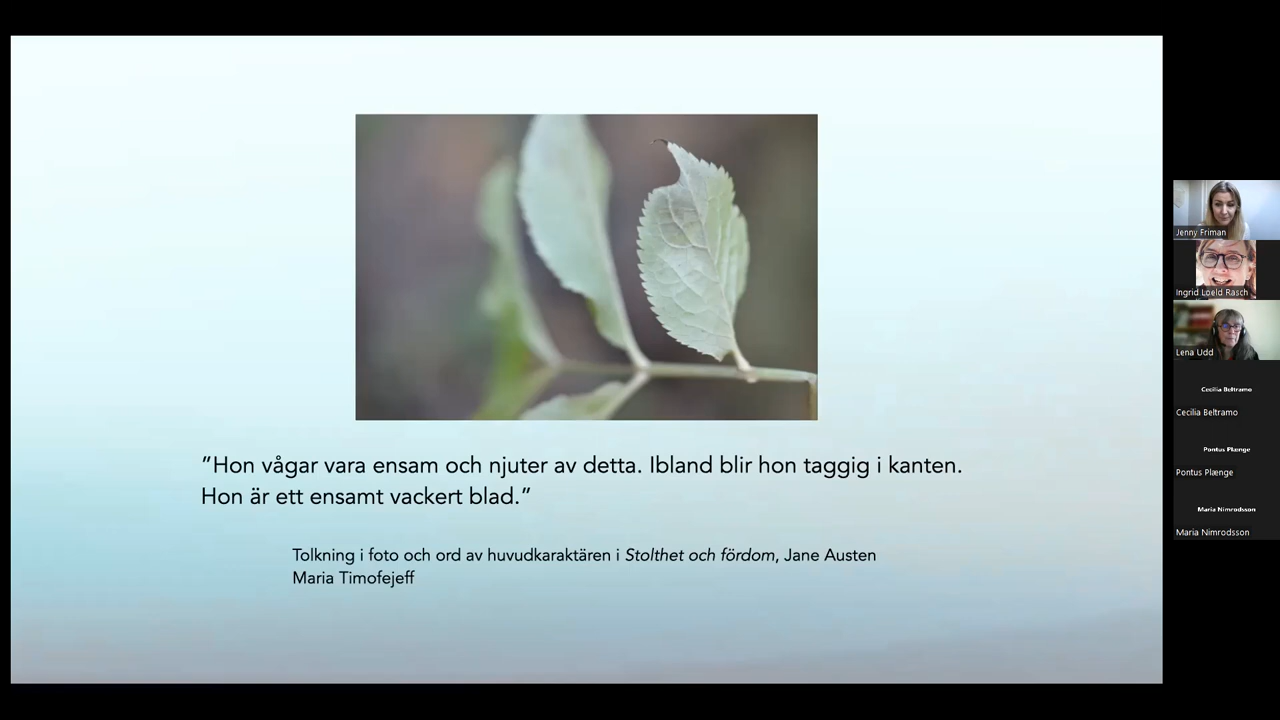 ”Hon vågar vara ensam och njuter av detta. Ibland blir hon taggig i kanten.
Hon är ett ensamt vackert blad.”
Tolkning i foto och ord av huvudkaraktären i Stolthet och fördom, Jane Austen
Maria Timofejeff
Jenny Friman
Ingrid Loeld Rasch
Lena Udd
Cecilia Beltramo
Cecilia Beltramo
Pontus Plænge
Pontus Plænge
Maria Nimrodsson
Maria Nimrodsson